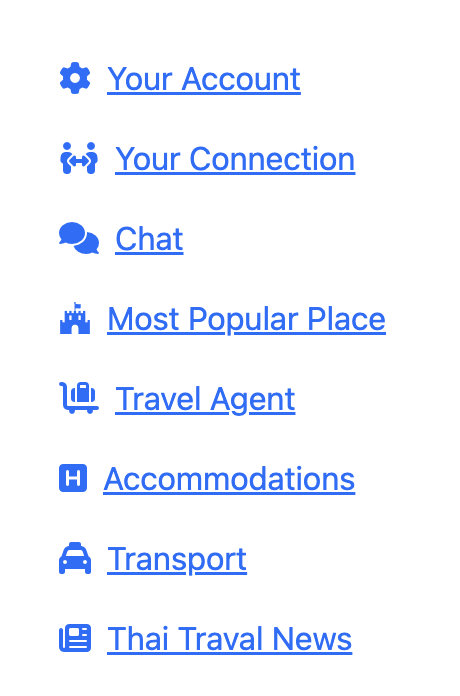 Your Account
Your Connection
Chat
Most Popular Place
Travel Agent
H Accommodations
Transport
Thai Traval News